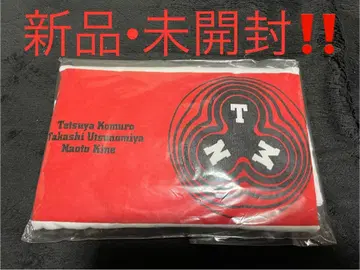 新品・未開封‼️
Tetsuya Komuro
Takashi Utsunomiya
Naoto Kine
T
M
N